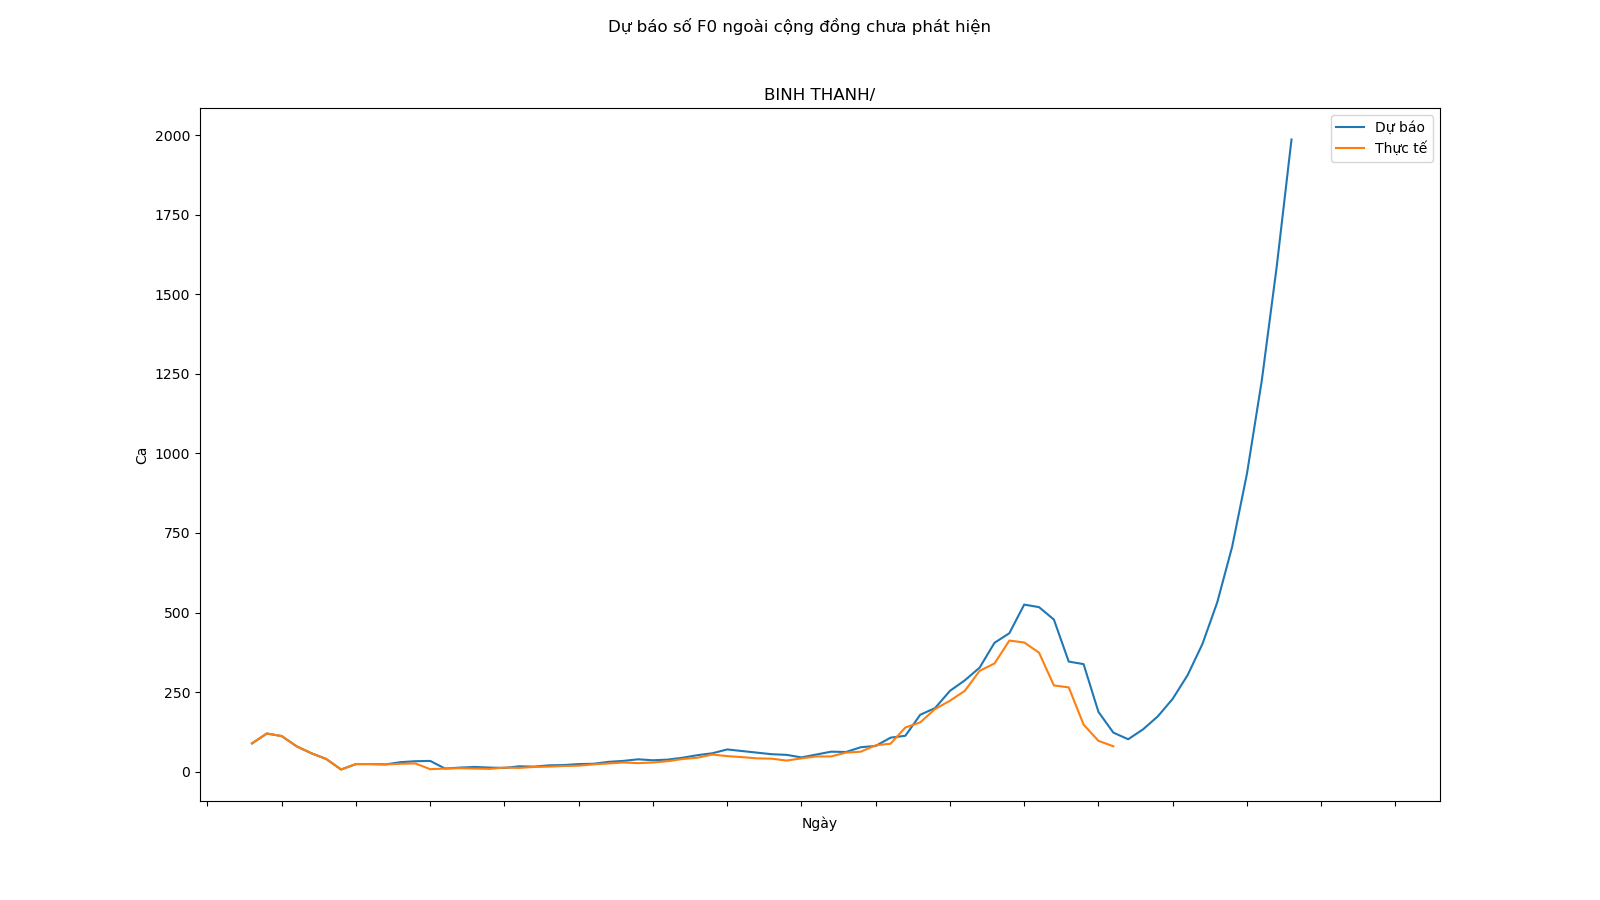 Dự báo số F0 ngoài cộng đồng chưa phát hiện
BINH THANH/
Dự báo
Thực tế
2000
1750
1500
1250
1000
750
500
250
0
Ca
Ngày